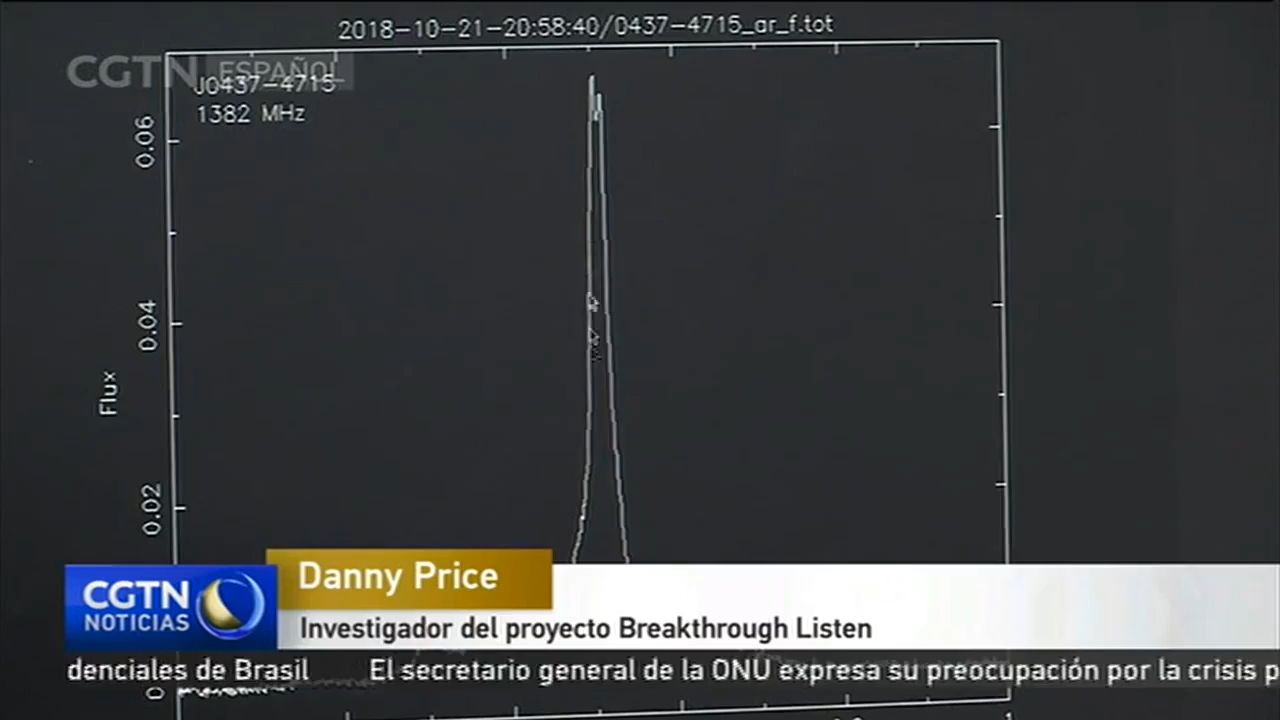 2018-10-21-20:58:40/0437-4715_ar_f.tot
CGTN ESPAÑOL
J0437-4715
1382 MHz
0.06
0.04
Flux
0.02
0
Danny Price
CGTN
NOTICIAS
Investigador del proyecto Breakthrough Listen
denciales de Brasil El secretario general de la ONU expresa su preocupación por la crisis p